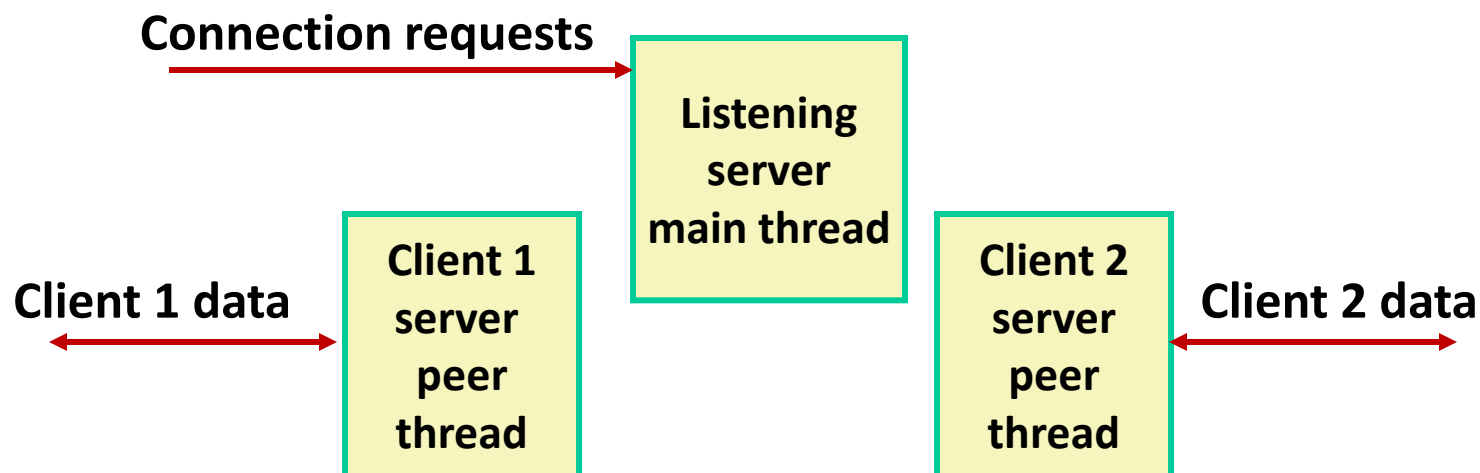 Connection requests
Listening
server
main thread
Client 1 data
Client 1
server
peer
thread
Client 2
server
peer
thread
Client 2 data